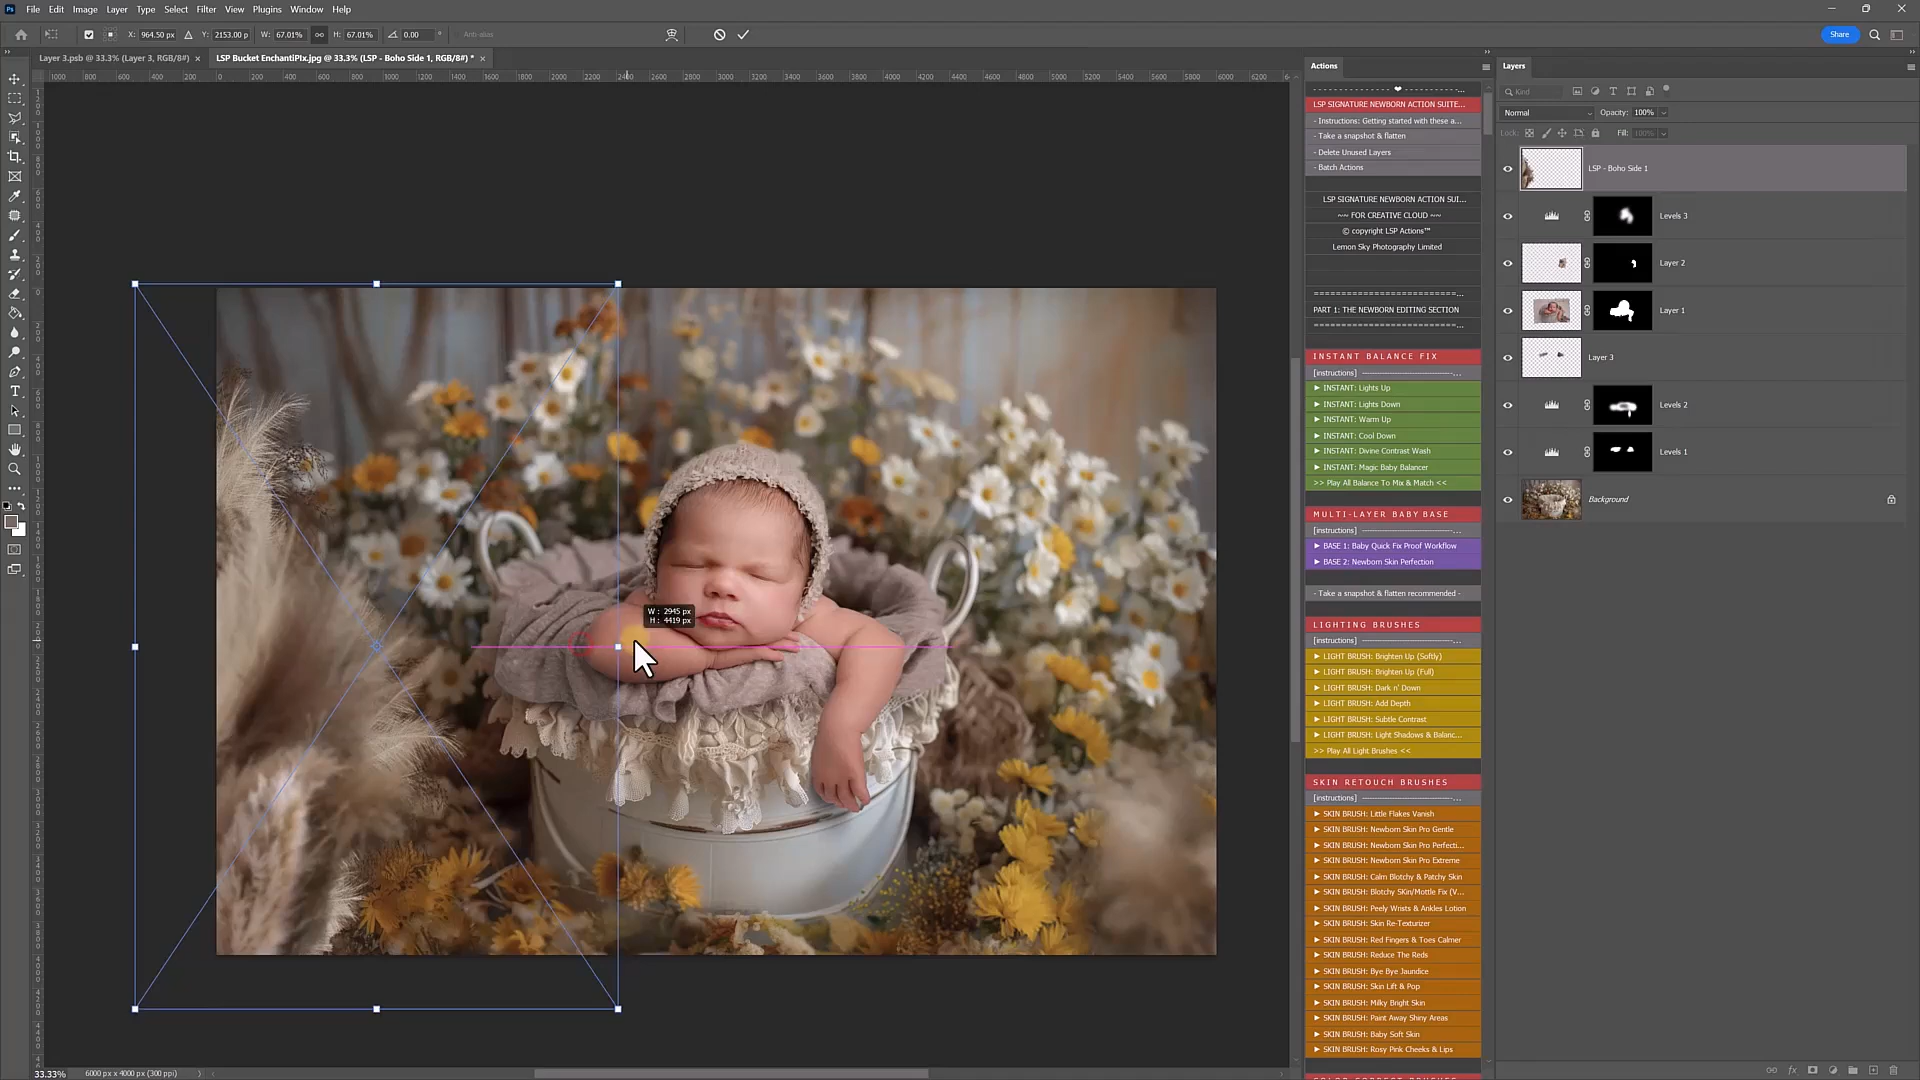 File Edit Image Layer Type Select Filter View Plugins Window Help
X: 964.50 px Y: 2153.00 p W: 67.01% H: 67.01% 0.00 ° Anti-alias Share
Layer 3.psb @ 33.3% (Layer 3, RGB/8#) × LSP Bucket EnchantiPIx.jpg @ 33.3% (LSP - Boho Side 1, RGB/8#) * ×
W : 2945 px
H : 4419 px
33.33% 6000 px x 4000 px (300 ppi)
Actions
LSP SIGNATURE NEWBORN ACTION SUITE...
- Instructions: Getting started with these a...
- Take a snapshot & flatten
- Delete Unused Layers
- Batch Actions
LSP SIGNATURE NEWBORN ACTION SUI...
~~ FOR CREATIVE CLOUD ~~
© copyright LSP Actions™
Lemon Sky Photography Limited
PART 1: THE NEWBORN EDITING SECTION
INSTANT BALANCE FIX
[instructions]
INSTANT: Lights Up
INSTANT: Lights Down
INSTANT: Warm Up
INSTANT: Cool Down
INSTANT: Divine Contrast Wash
INSTANT: Magic Baby Balancer
>> Play All Balance To Mix & Match <<
MULTI-LAYER BABY BASE
[instructions]
BASE 1: Baby Quick Fix Proof Workflow
BASE 2: Newborn Skin Perfection
- Take a snapshot & flatten recommended -
LIGHTING BRUSHES
[instructions]
LIGHT BRUSH: Brighten Up (Softly)
LIGHT BRUSH: Brighten Up (Full)
LIGHT BRUSH: Dark n' Down
LIGHT BRUSH: Add Depth
LIGHT BRUSH: Subtle Contrast
LIGHT BRUSH: Light Shadows & Balanc...
>> Play All Light Brushes <<
SKIN RETOUCH BRUSHES
[instructions]
SKIN BRUSH: Little Flakes Vanish
SKIN BRUSH: Newborn Skin Pro Gentle
SKIN BRUSH: Newborn Skin Pro Perfecti...
SKIN BRUSH: Newborn Skin Pro Extreme
SKIN BRUSH: Calm Blotchy & Patchy Skin
SKIN BRUSH: Blotchy SKin/Mottle Fix (V...
SKIN BRUSH: Peely Wrists & Ankles Lotion
SKIN BRUSH: Skin Re-Texturizer
SKIN BRUSH: Red Fingers & Toes Calmer
SKIN BRUSH: Reduce The Reds
SKIN BRUSH: Bye Bye Jaundice
SKIN BRUSH: Skin Lift & Pop
SKIN BRUSH: Milky Bright Skin
SKIN BRUSH: Paint Away Shiny Areas
SKIN BRUSH: Baby Soft Skin
SKIN BRUSH: Rosy Pink Cheeks & Lips
Layers
Kind
Normal Opacity: 100%
Lock: Fill: 100%
LSP - Boho Side 1
Levels 3
Layer 2
Layer 1
Layer 3
Levels 2
Levels 1
Background